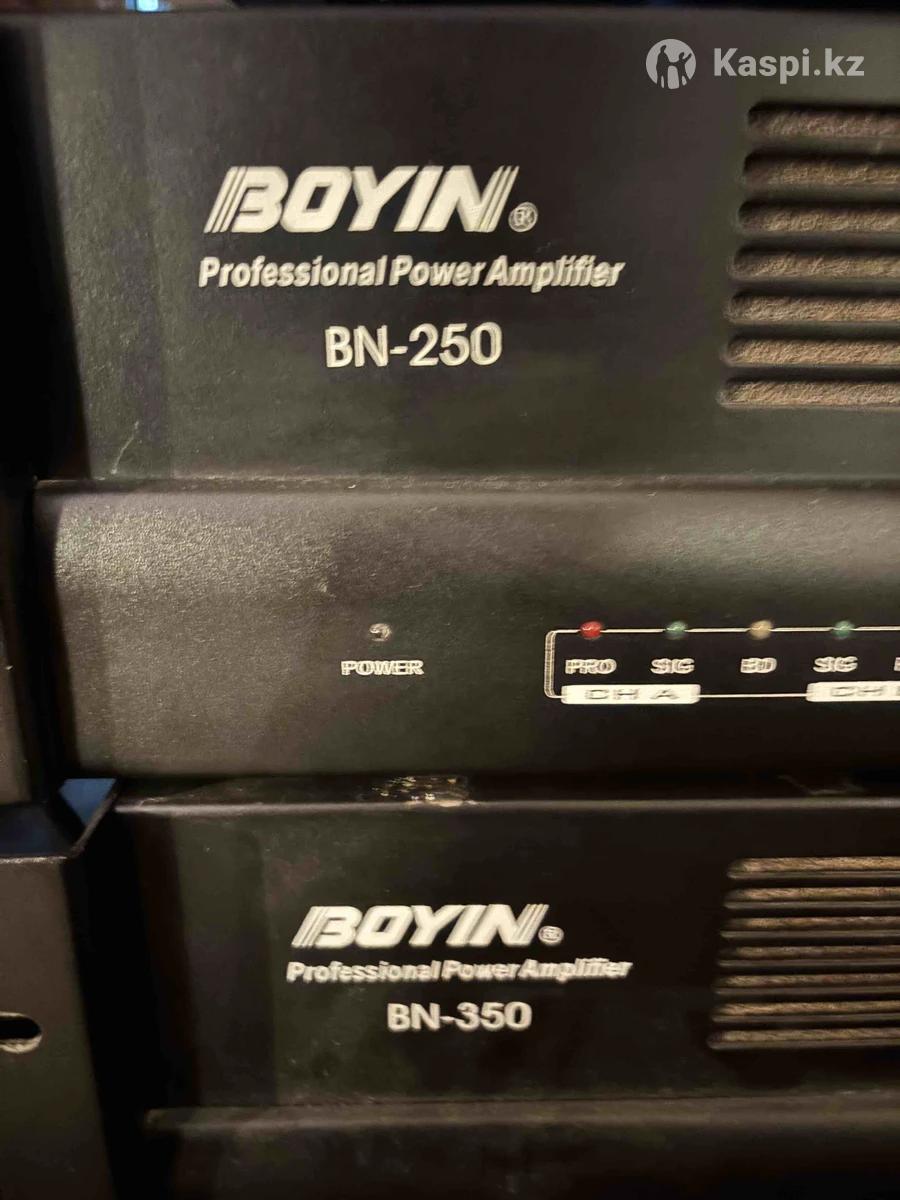 Kaspi.kz
BOYIN®
Professional Power Amplifier
BN-250
POWER
PRO SIG BD SIG
CH A CH
BOYIN®
Professional Power Amplifier
BN-350